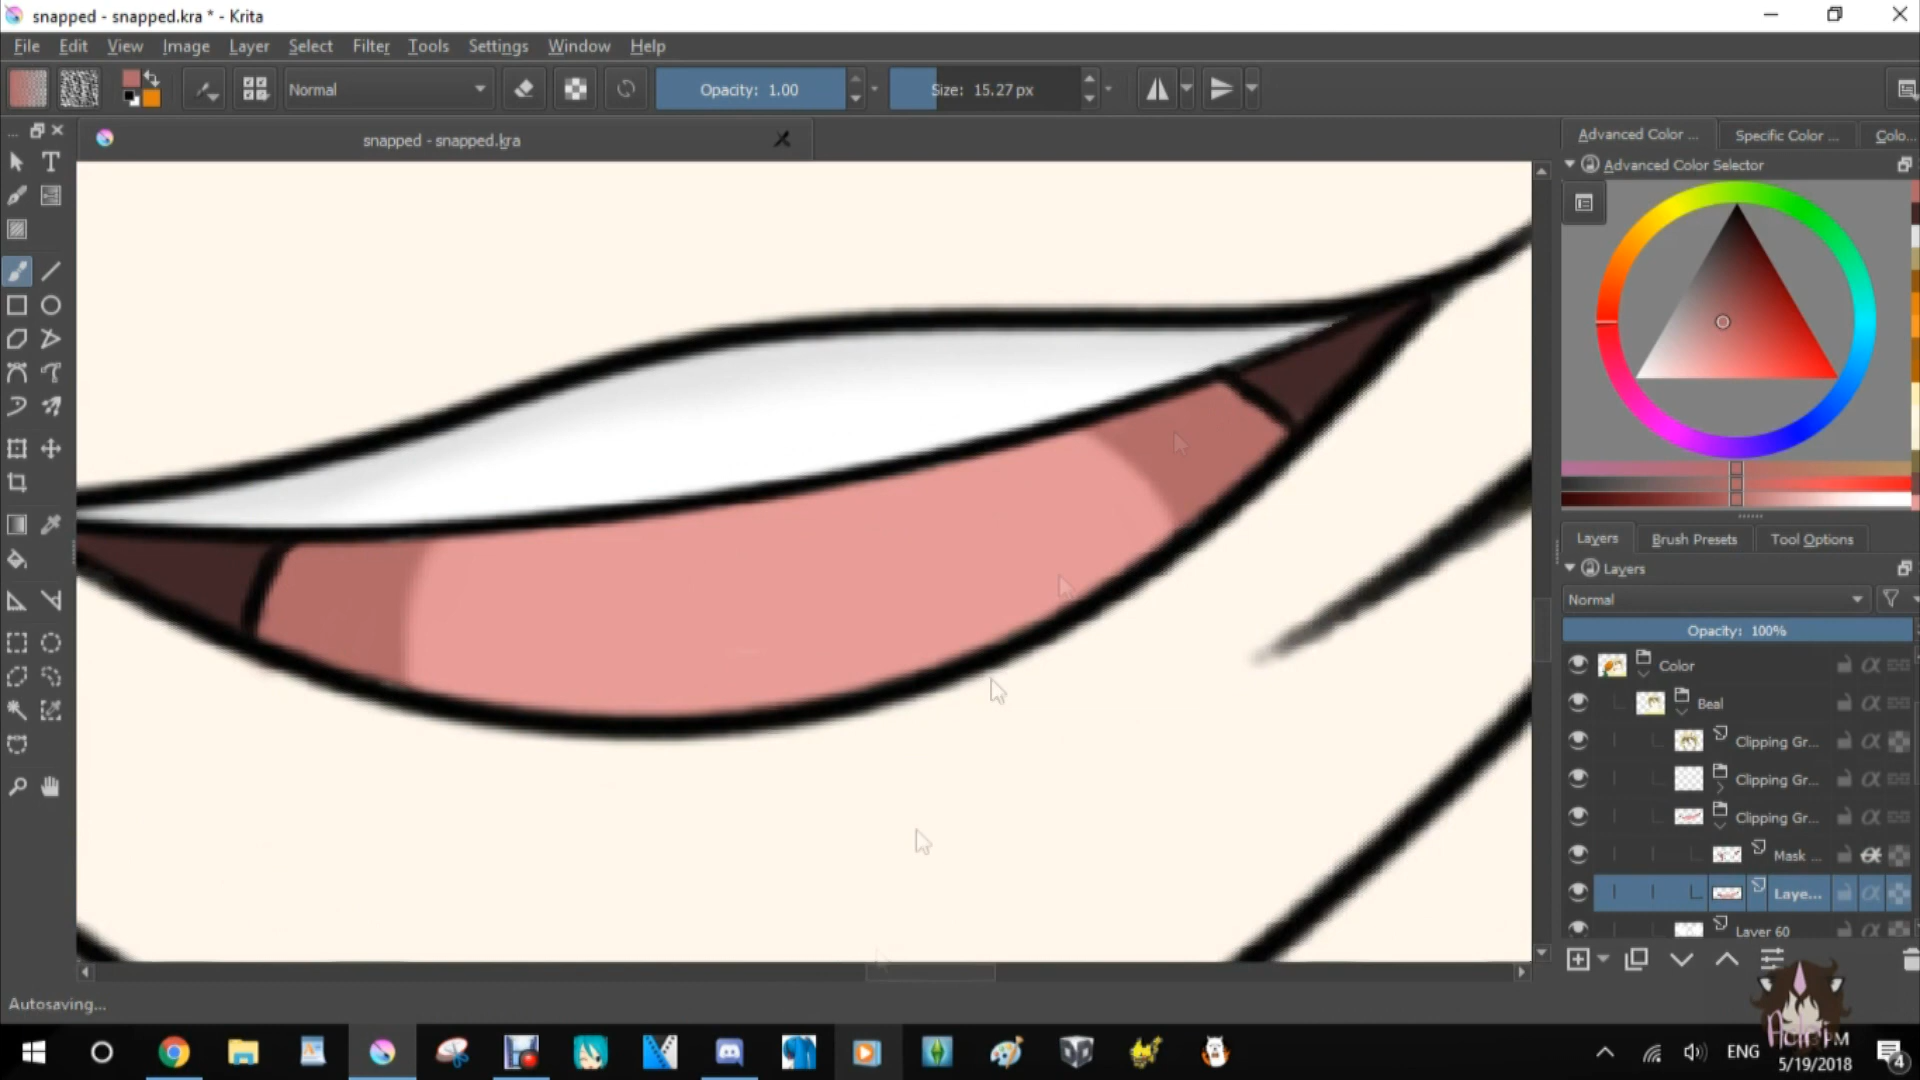 snapped - snapped.kra * - Krita
File Edit View Image Layer Select Filter Tools Settings Window Help
Normal Opacity: 1.00 Size: 15.27 px
snapped - snapped.kra
Advanced Color ... Specific Color ... Colo...
Advanced Color Selector
Layers Brush Presets Tool Options
Layers
Normal
Opacity: 100%
Color
Beal
Clipping Gr...
Clipping Gr...
Clipping Gr...
Mask ...
Laye...
Layer 60
Autosaving...
ENG PM
5/19/2018
4